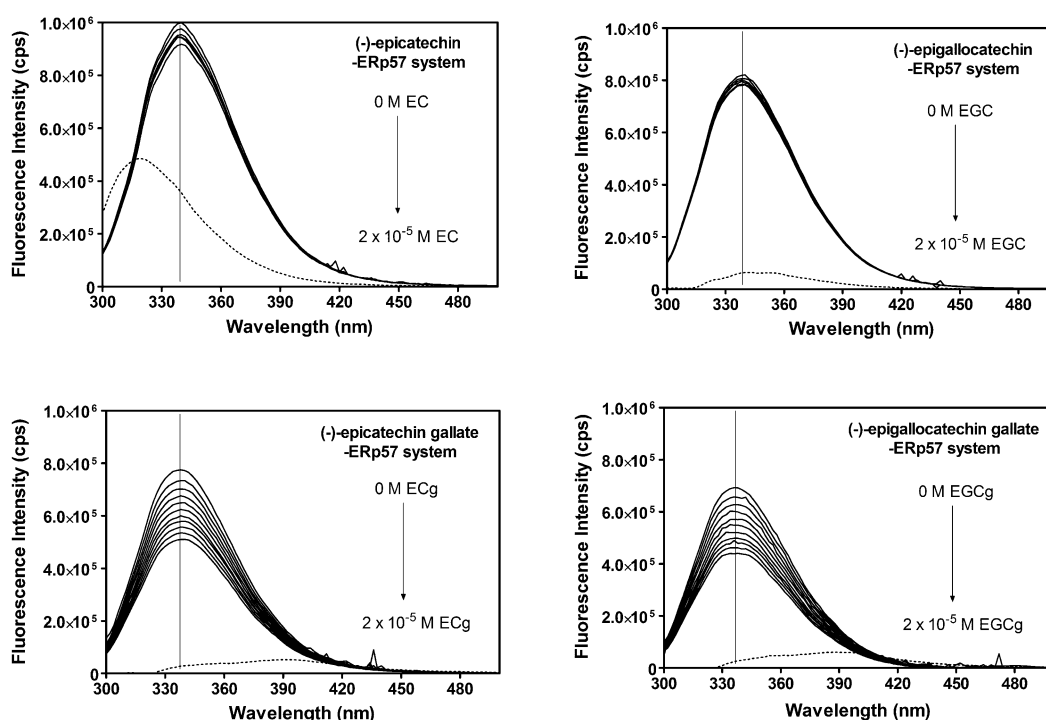 (-)-epicatechin
-ERp57 system
0 M EC
2 x 10⁻⁵ M EC
Fluorescence Intensity (cps)
1.0×10⁶
8.0×10⁵
6.0×10⁵
4.0×10⁵
2.0×10⁵
0
300 330 360 390 420 450 480
Wavelength (nm)
(-)-epigallocatechin
-ERp57 system
0 M EGC
2 x 10⁻⁵ M EGC
Fluorescence Intensity (cps)
1.0×10⁶
8.0×10⁵
6.0×10⁵
4.0×10⁵
2.0×10⁵
0
300 330 360 390 420 450 480
Wavelength (nm)
(-)-epicatechin gallate
-ERp57 system
0 M ECg
2 x 10⁻⁵ M ECg
Fluorescence Intensity (cps)
1.0×10⁶
8.0×10⁵
6.0×10⁵
4.0×10⁵
2.0×10⁵
0
300 330 360 390 420 450 480
Wavelength (nm)
(-)-epigallocatechin gallate
-ERp57 system
0 M EGCg
2 x 10⁻⁵ M EGCg
Fluorescence Intensity (cps)
1.0×10⁶
8.0×10⁵
6.0×10⁵
4.0×10⁵
2.0×10⁵
0
300 330 360 390 420 450 480
Wavelength (nm)